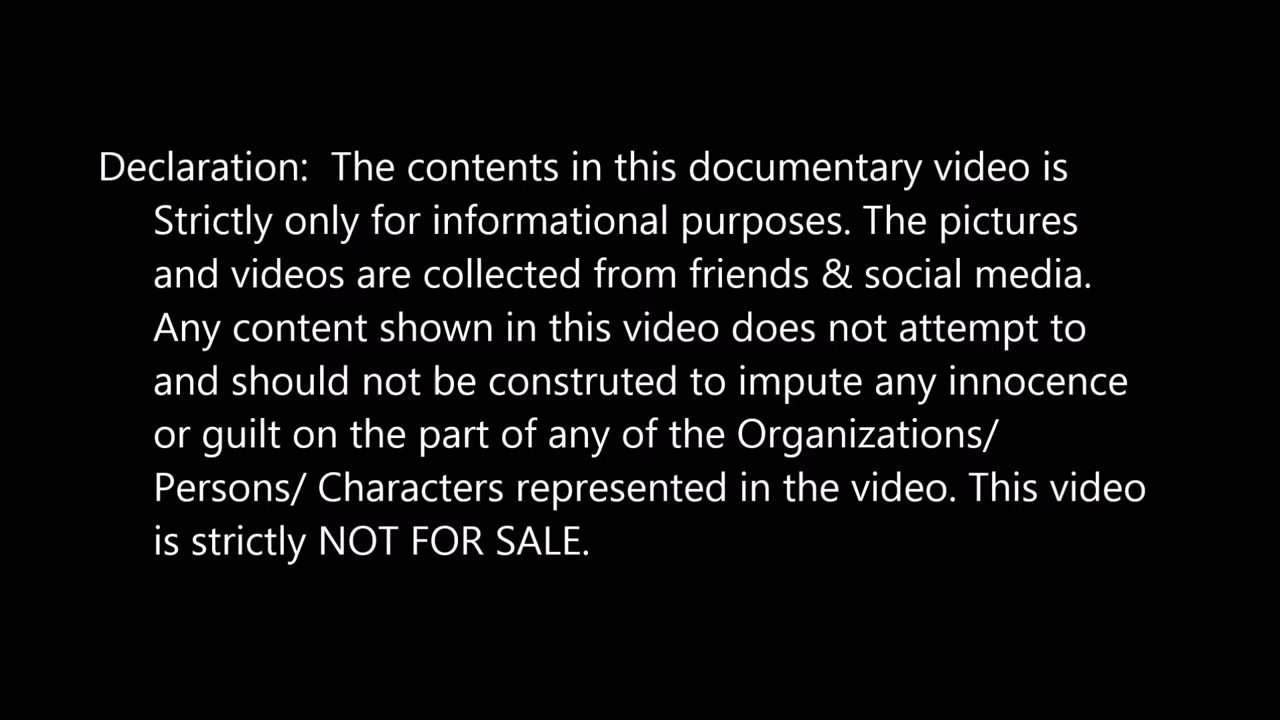 Declaration:  The contents in this documentary video is
Strictly only for informational purposes. The pictures
and videos are collected from friends & social media.
Any content shown in this video does not attempt to
and should not be construted to impute any innocence
or guilt on the part of any of the Organizations/
Persons/ Characters represented in the video. This video
is strictly NOT FOR SALE.